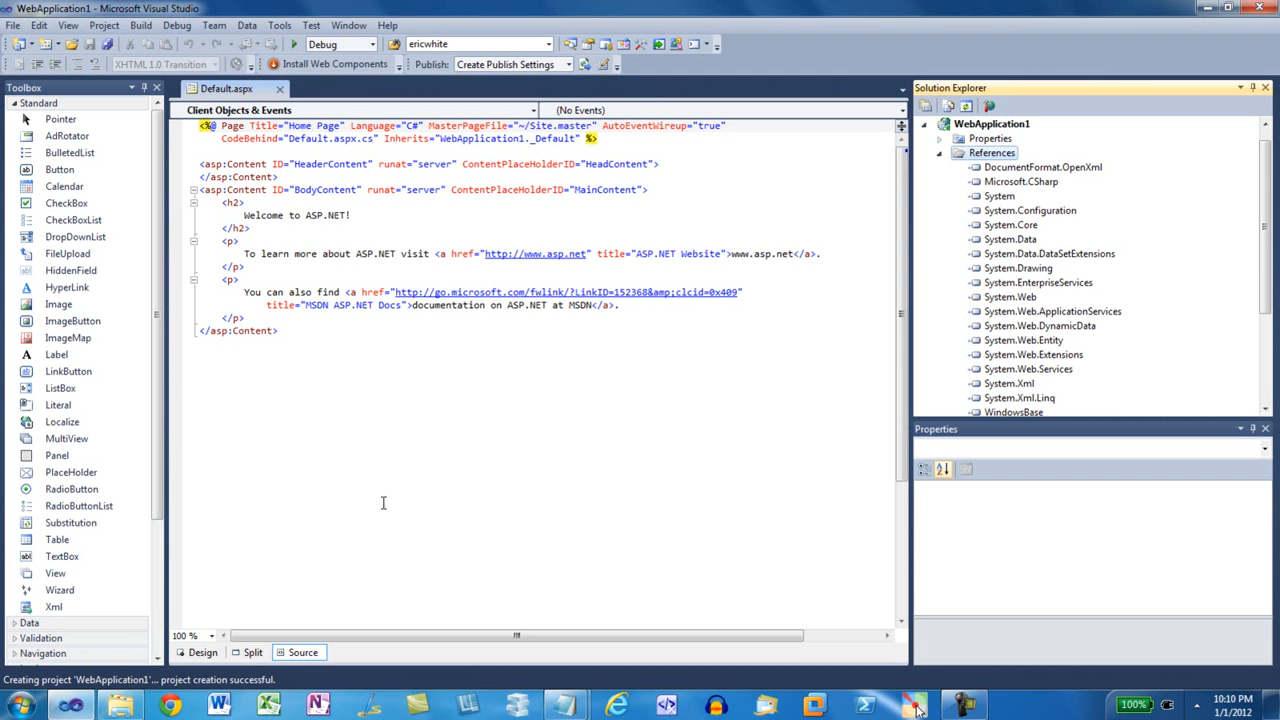 WebApplication1 - Microsoft Visual Studio
File Edit View Project Build Debug Team Data Tools Test Window Help
Debug ericwhite
XHTML 1.0 Transition Install Web Components Publish: Create Publish Settings
Toolbox
Standard
Pointer
AdRotator
BulletedList
Button
Calendar
CheckBox
CheckBoxList
DropDownList
FileUpload
HiddenField
HyperLink
Image
ImageButton
ImageMap
Label
LinkButton
ListBox
Literal
Localize
MultiView
Panel
PlaceHolder
RadioButton
RadioButtonList
Substitution
Table
TextBox
View
Wizard
Xml
Data
Validation
Navigation
Default.aspx
Client Objects & Events (No Events)
<%@ Page Title="Home Page" Language="C#" MasterPageFile="~/Site.master" AutoEventWireup="true"
CodeBehind="Default.aspx.cs" Inherits="WebApplication1._Default" %>
<asp:Content ID="HeaderContent" runat="server" ContentPlaceHolderID="HeadContent">
</asp:Content>
<asp:Content ID="BodyContent" runat="server" ContentPlaceHolderID="MainContent">
<h2>
Welcome to ASP.NET!
</h2>
<p>
To learn more about ASP.NET visit <a href="http://www.asp.net" title="ASP.NET Website">www.asp.net</a>.
</p>
<p>
You can also find <a href="http://go.microsoft.com/fwlink/?LinkID=152368&amp;clcid=0x409"
title="MSDN ASP.NET Docs">documentation on ASP.NET at MSDN</a>.
</p>
</asp:Content>
100 %
Design Split Source
Solution Explorer
WebApplication1
Properties
References
DocumentFormat.OpenXml
Microsoft.CSharp
System
System.Configuration
System.Core
System.Data
System.Data.DataSetExtensions
System.Drawing
System.EnterpriseServices
System.Web
System.Web.ApplicationServices
System.Web.DynamicData
System.Web.Entity
System.Web.Extensions
System.Web.Services
System.Xml
System.Xml.Linq
WindowsBase
Properties
Creating project 'WebApplication1'... project creation successful.
100%
10:10 PM
1/1/2012